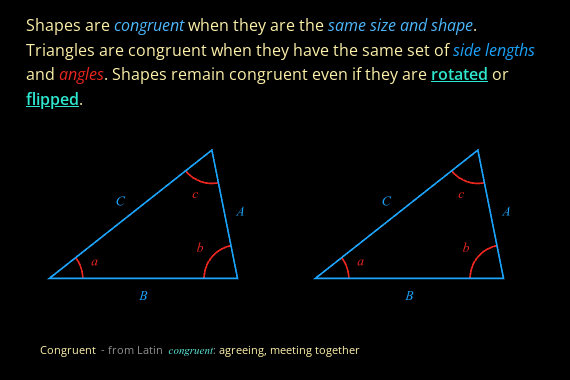 Shapes are congruent when they are the same size and shape.
Triangles are congruent when they have the same set of side lengths
and angles. Shapes remain congruent even if they are rotated or
flipped.
c c
C A C A
b b
a a
B B
Congruent - from Latin congruent: agreeing, meeting together